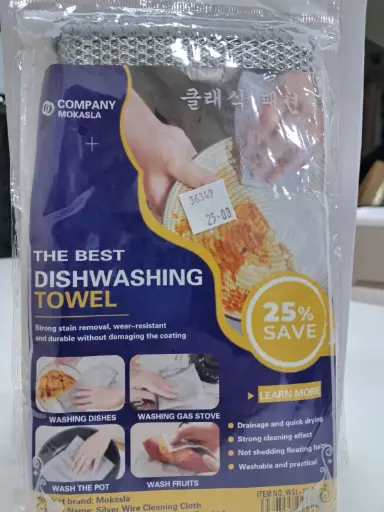 COMPANY
MOKASLA
클래식 패션
36349
25.00
THE BEST
DISHWASHING
TOWEL
Strong stain removal, wear-resistant
and durable without damaging the coating
25%
SAVE
LEARN MORE
WASHING DISHES
WASHING GAS STOVE
WASH THE POT
WASH FRUITS
Drainage and quick drying
Strong cleaning effect
Not shedding floating hair
Washable and practical
brand: Mokasla
Name: Silver Wire Cleaning Cloth
ITEM NO.